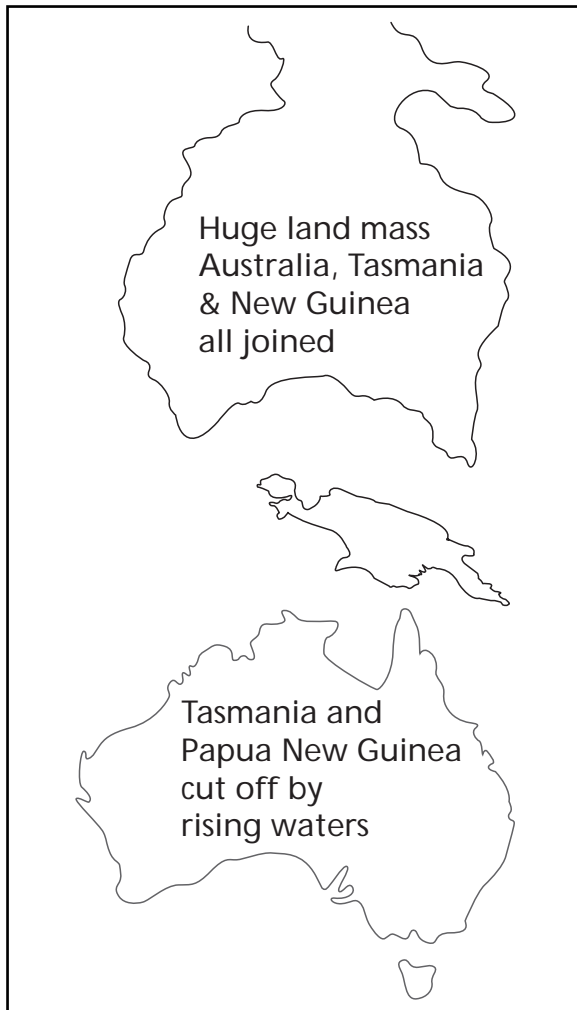 Huge land mass
Australia, Tasmania
& New Guinea
all joined
Tasmania and
Papua New Guinea
cut off by
rising waters